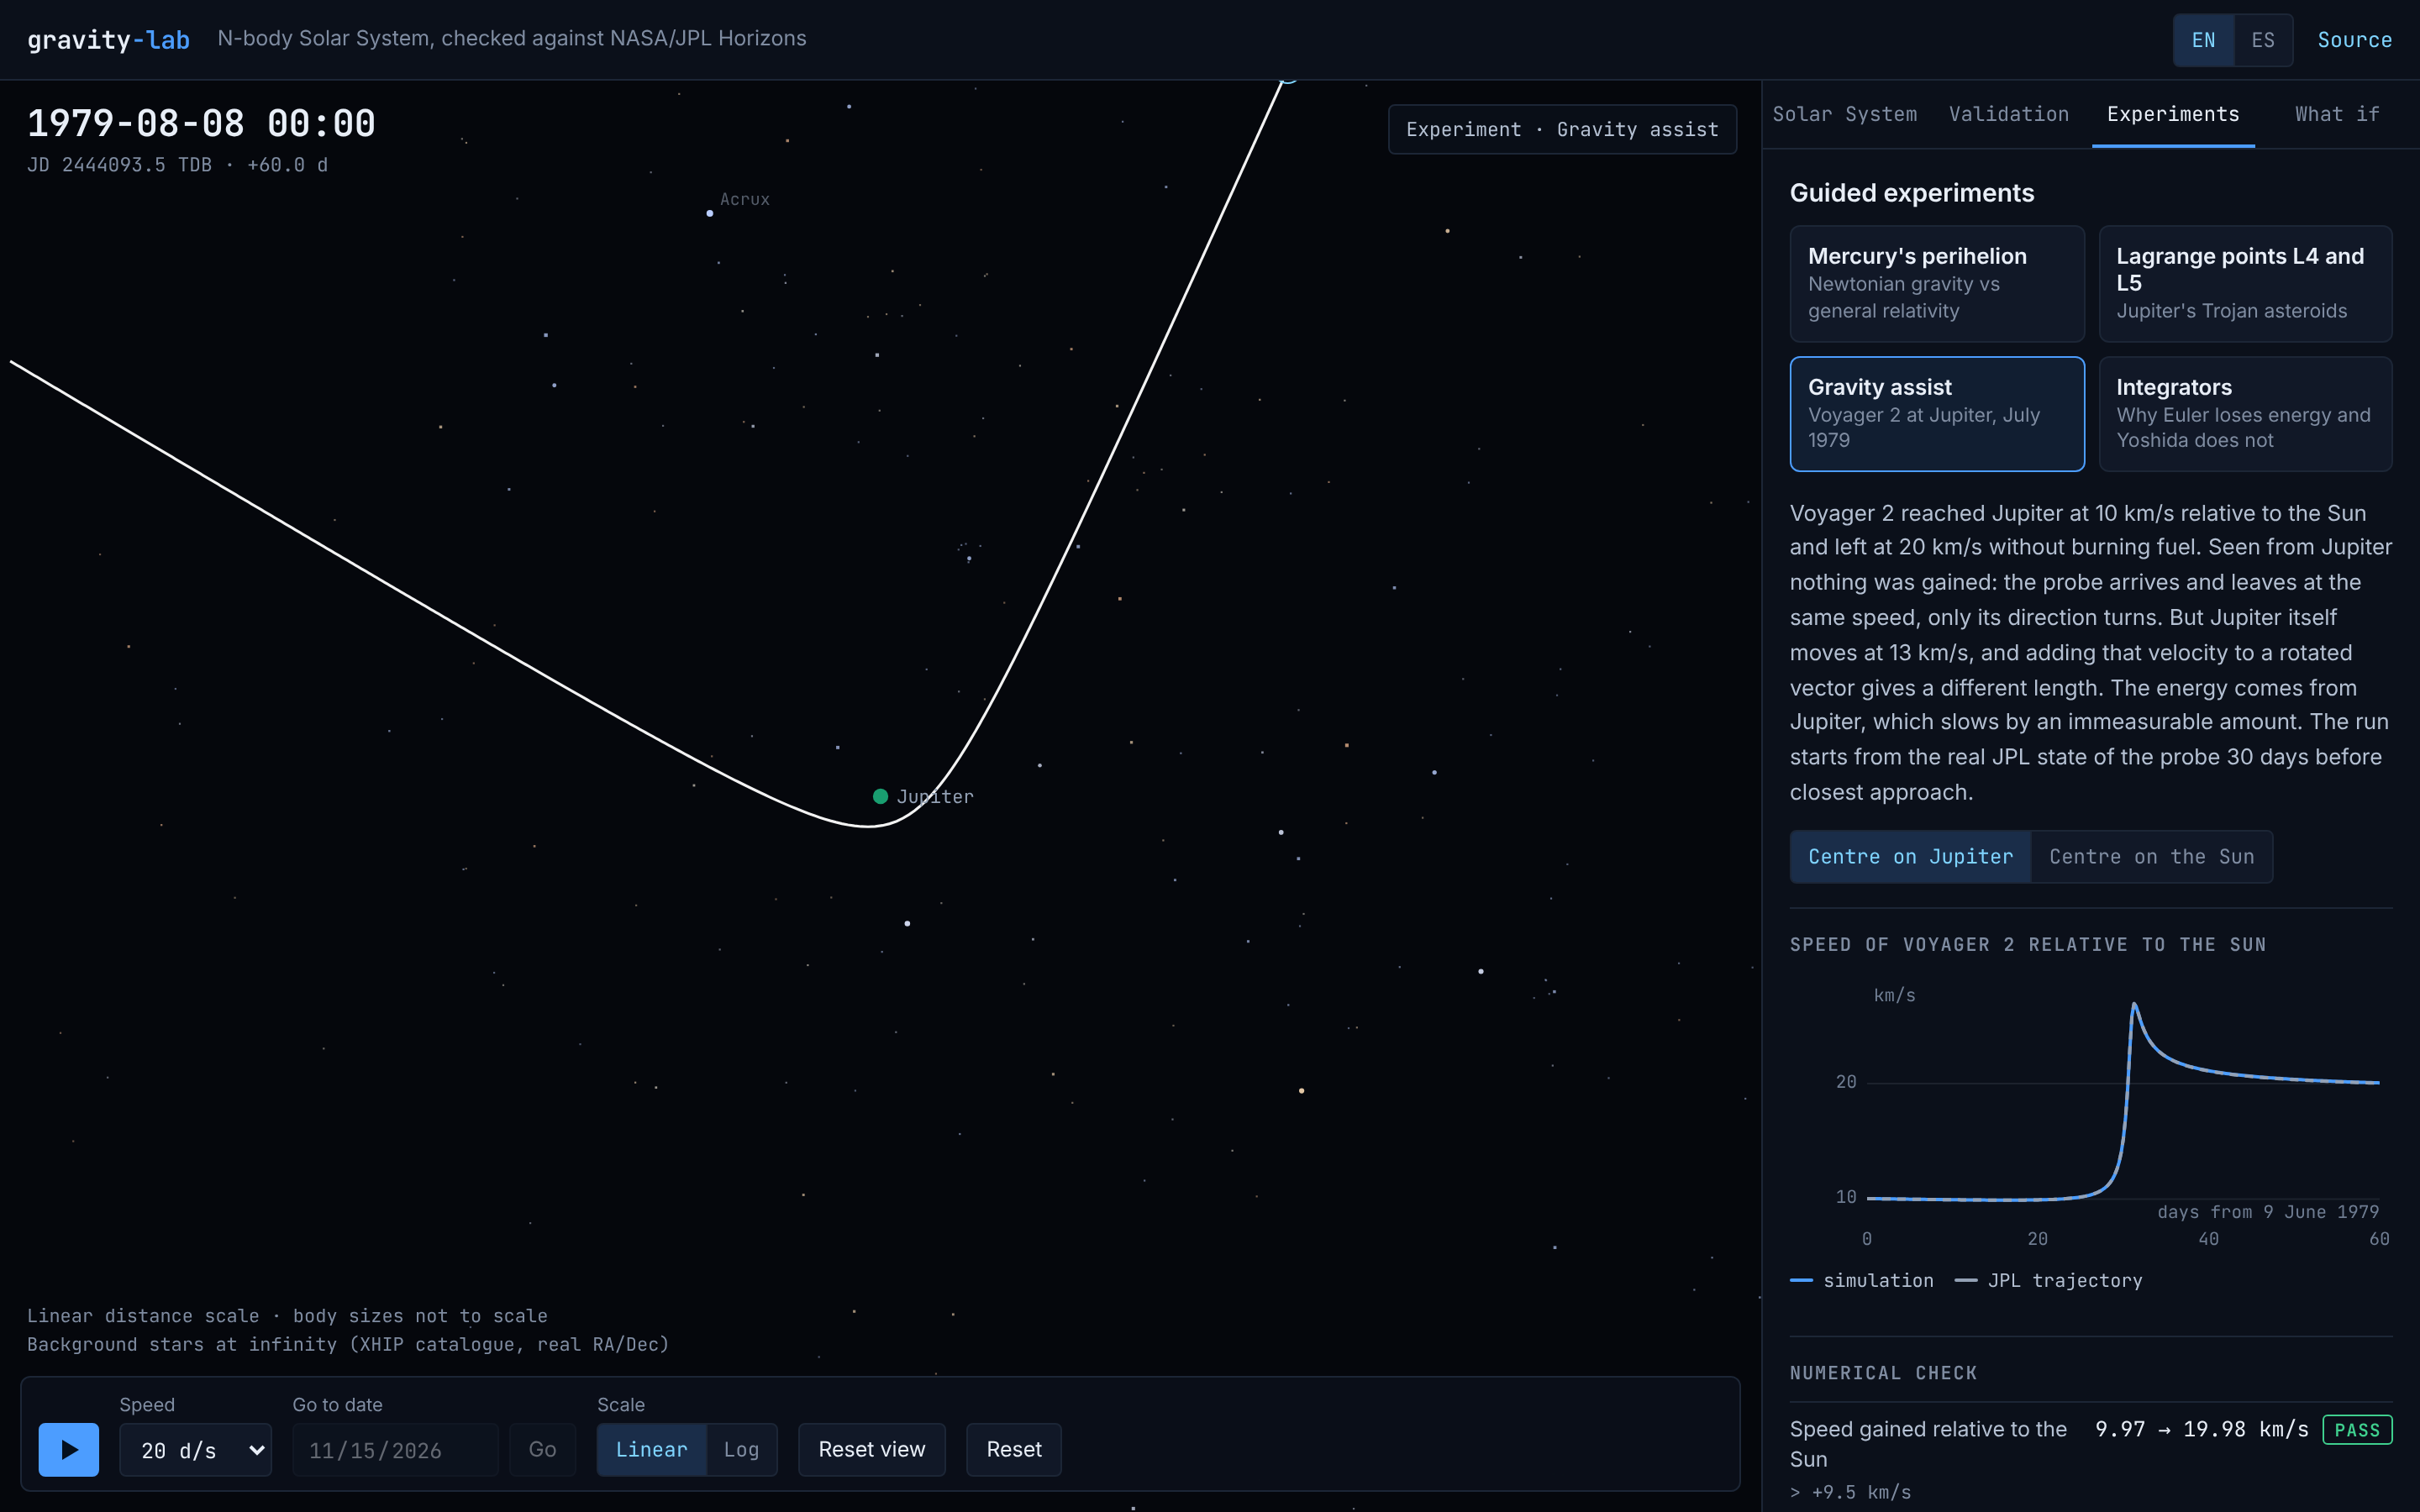 gravity-lab
N-body Solar System, checked against NASA/JPL Horizons
EN
ES
Source
1979-08-08 00:00
JD 2444093.5 TDB · +60.0 d
Experiment · Gravity assist
Acrux
Jupiter
Linear distance scale · body sizes not to scale
Background stars at infinity (XHIP catalogue, real RA/Dec)
Speed
20 d/s
Go to date
11/15/2026
Go
Scale
Linear
Log
Reset view
Reset
Solar System
Validation
Experiments
What if
Guided experiments
Mercury's perihelion
Newtonian gravity vs
general relativity
Lagrange points L4 and
L5
Jupiter's Trojan asteroids
Gravity assist
Voyager 2 at Jupiter, July
1979
Integrators
Why Euler loses energy and
Yoshida does not
Voyager 2 reached Jupiter at 10 km/s relative to the Sun
and left at 20 km/s without burning fuel. Seen from Jupiter
nothing was gained: the probe arrives and leaves at the
same speed, only its direction turns. But Jupiter itself
moves at 13 km/s, and adding that velocity to a rotated
vector gives a different length. The energy comes from
Jupiter, which slows by an immeasurable amount. The run
starts from the real JPL state of the probe 30 days before
closest approach.
Centre on Jupiter
Centre on the Sun
SPEED OF VOYAGER 2 RELATIVE TO THE SUN
km/s
20
10
days from 9 June 1979
0
20
40
60
simulation
JPL trajectory
NUMERICAL CHECK
Speed gained relative to the
Sun
9.97 → 19.98 km/s
PASS
> +9.5 km/s